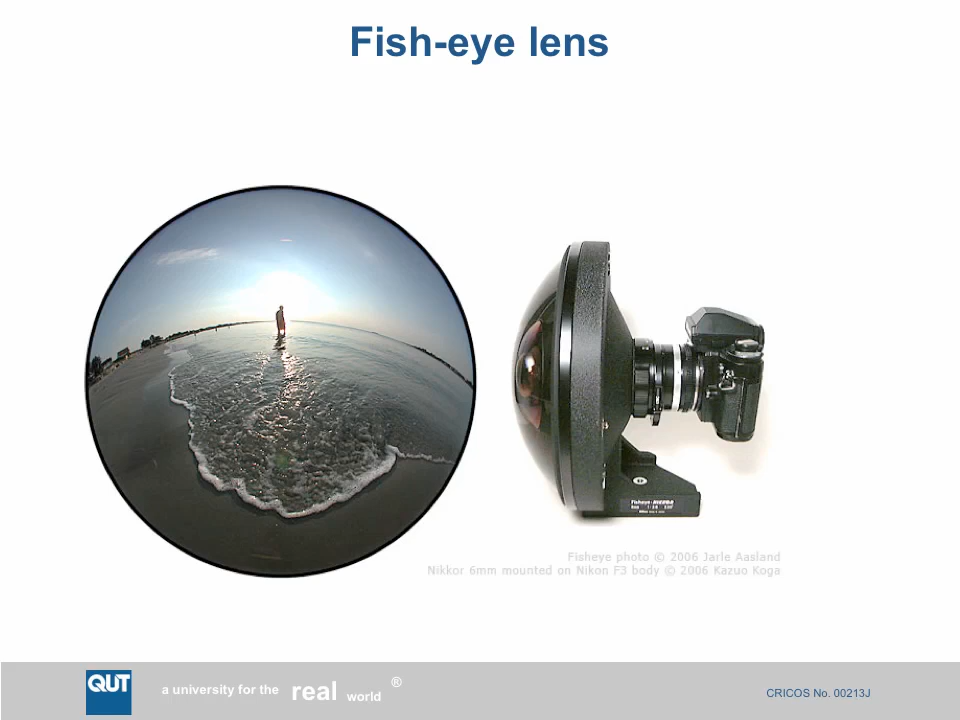 Fish-eye lens
Fisheye photo © 2006 Jarle Aasland
Nikkor 6mm mounted on Nikon F3 body © 2006 Kazuo Koga
QUT
a university for the real world ®
CRICOS No. 00213J